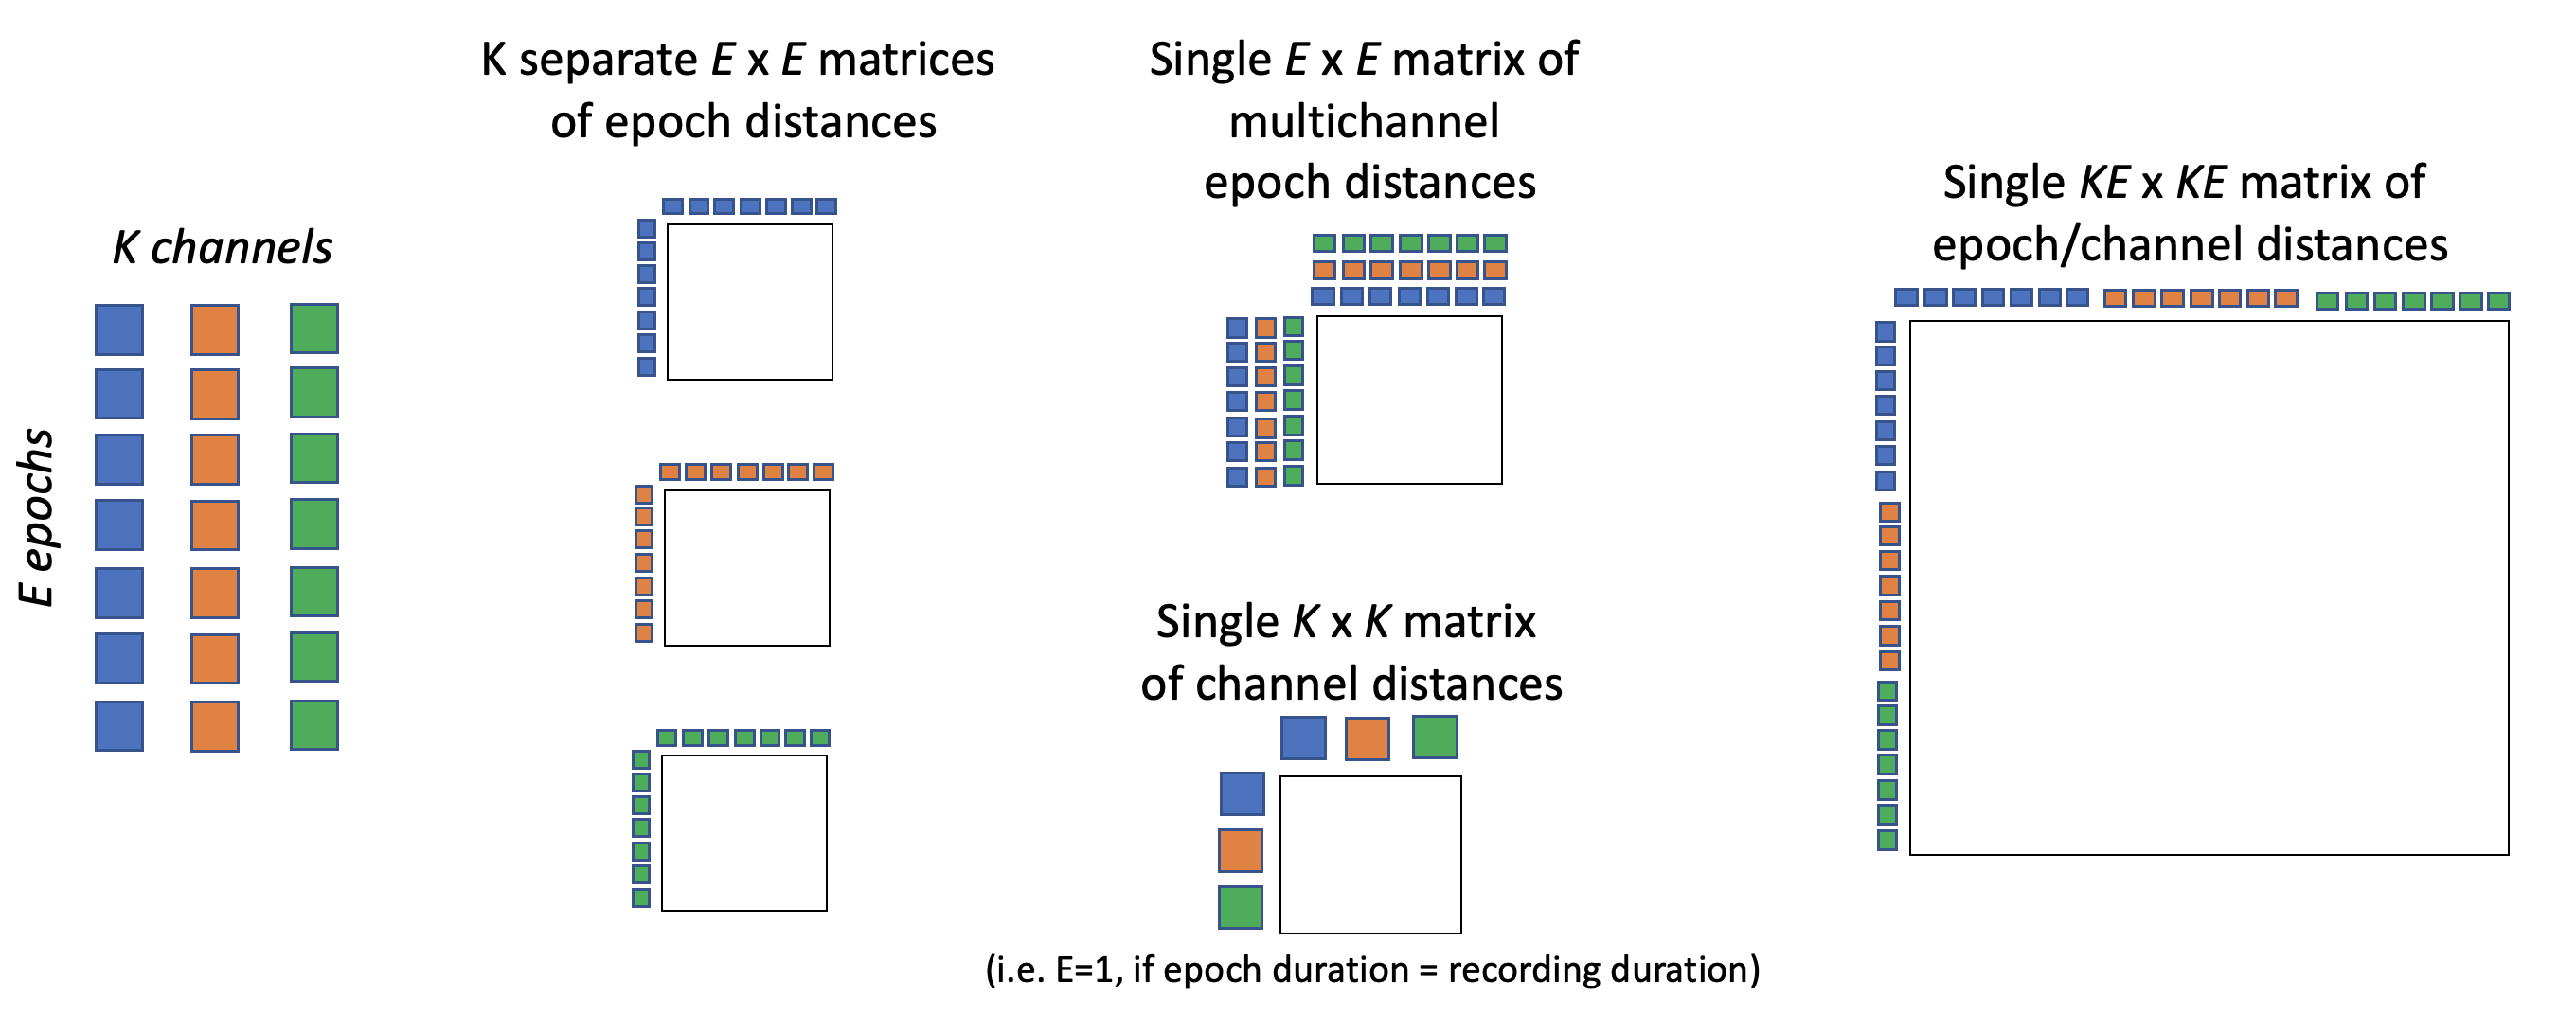 K channels
E epochs
K separate E x E matrices
of epoch distances
Single E x E matrix of
multichannel
epoch distances
Single K x K matrix
of channel distances
(i.e. E=1, if epoch duration = recording duration)
Single KE x KE matrix of
epoch/channel distances